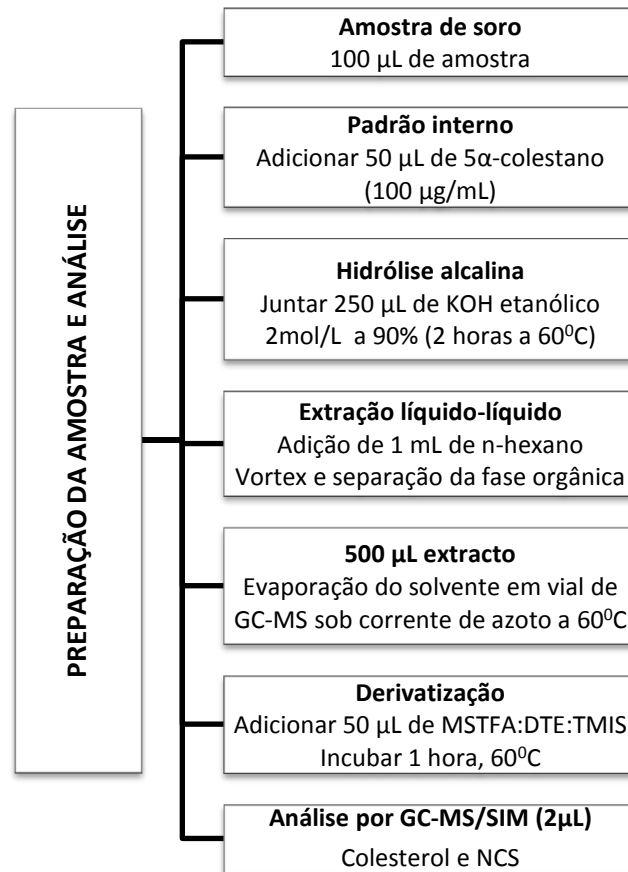 PREPARAÇÃO DA AMOSTRA E ANÁLISE
Amostra de soro
100 µL de amostra
Padrão interno
Adicionar 50 µL de 5α-colestano
(100 µg/mL)
Hidrólise alcalina
Juntar 250 µL de KOH etanólico
2mol/L a 90% (2 horas a 60⁰C)
Extração líquido-líquido
Adição de 1 mL de n-hexano
Vortex e separação da fase orgânica
500 µL extracto
Evaporação do solvente em vial de
GC-MS sob corrente de azoto a 60⁰C
Derivatização
Adicionar 50 µL de MSTFA:DTE:TMIS
Incubar 1 hora, 60⁰C
Análise por GC-MS/SIM (2µL)
Colesterol e NCS